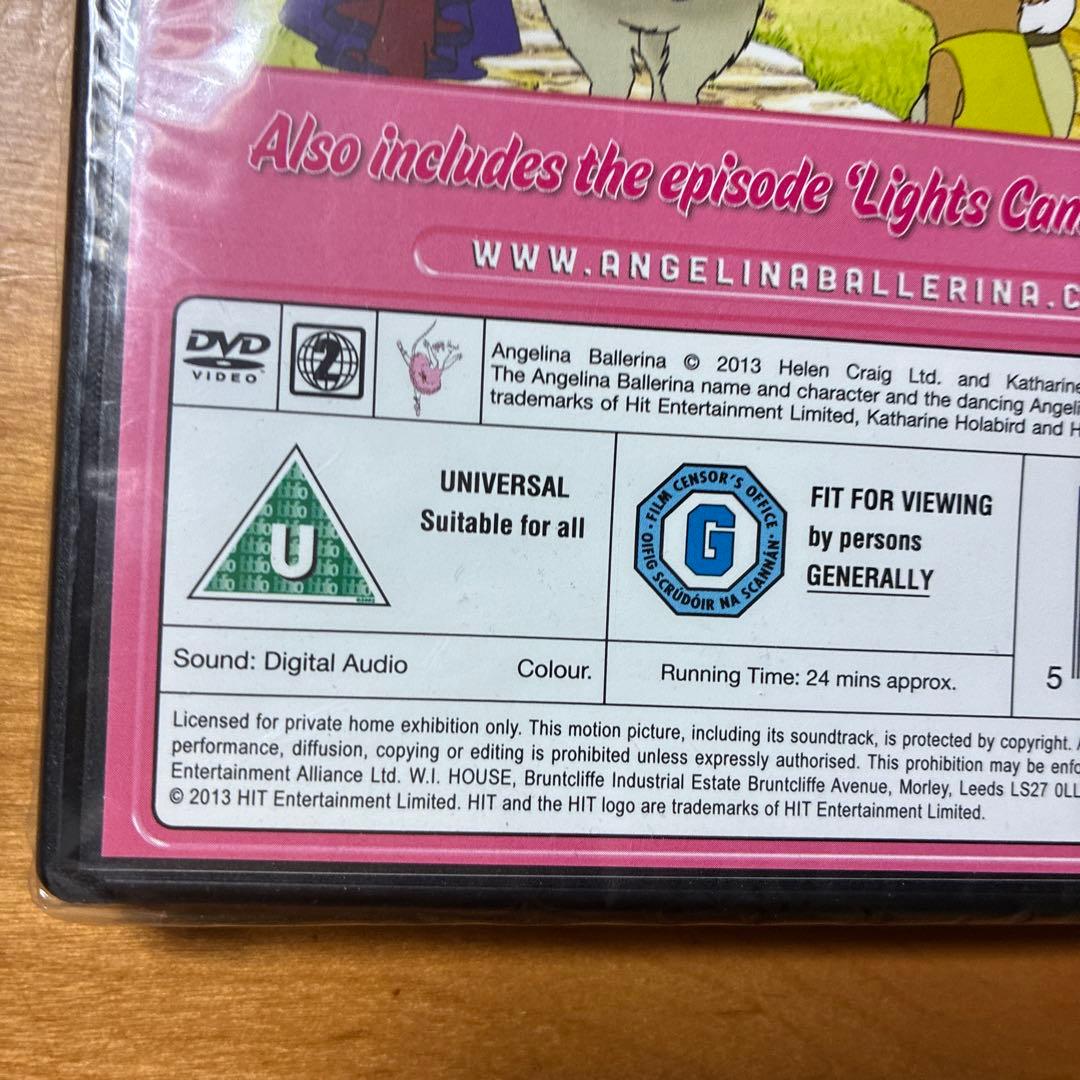 Also includes the episode 'Lights
WWW.ANGELINABALLERINA.C
DVD
VIDEO
2
Angelina Ballerina © 2013 Helen Craig Ltd. and Katharine
The Angelina Ballerina name and character and the dancing Angeli
trademarks of Hit Entertainment Limited, Katharine Holabird and H
U
UNIVERSAL
Suitable for all
· FILM CENSOR'S OFFICE ·
OIFIG SCRÚDÓIR NA SCANNÁN
G
FIT FOR VIEWING
by persons
GENERALLY
Sound: Digital Audio
Colour.
Running Time: 24 mins approx.
5
Licensed for private home exhibition only. This motion picture, including its soundtrack, is protected by copyright.
performance, diffusion, copying or editing is prohibited unless expressly authorised. This prohibition may be enfo
Entertainment Alliance Ltd. W.I. HOUSE, Bruntcliffe Industrial Estate Bruntcliffe Avenue, Morley, Leeds LS27 0LL
© 2013 HIT Entertainment Limited. HIT and the HIT logo are trademarks of HIT Entertainment Limited.